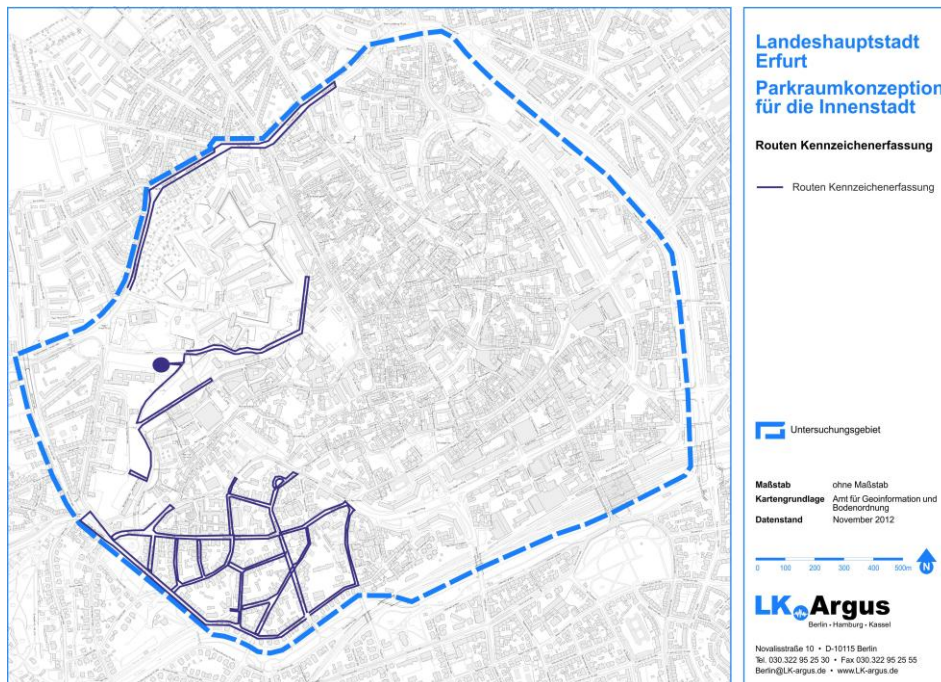 Landeshauptstadt
Erfurt
Parkraumkonzeption
für die Innenstadt
Routen Kennzeichenerfassung
Routen Kennzeichenerfassung
Untersuchungsgebiet
Maßstab ohne Maßstab
Kartengrundlage Amt für Geoinformation und
Bodenordnung
Datenstand November 2012
0 100 200 300 400 500m
N
LK Argus
Berlin • Hamburg • Kassel
Novalisstraße 10 • D-10115 Berlin
Tel. 030.322 95 25 30 • Fax 030.322 95 25 55
Berlin@LK-argus.de • www.LK-argus.de